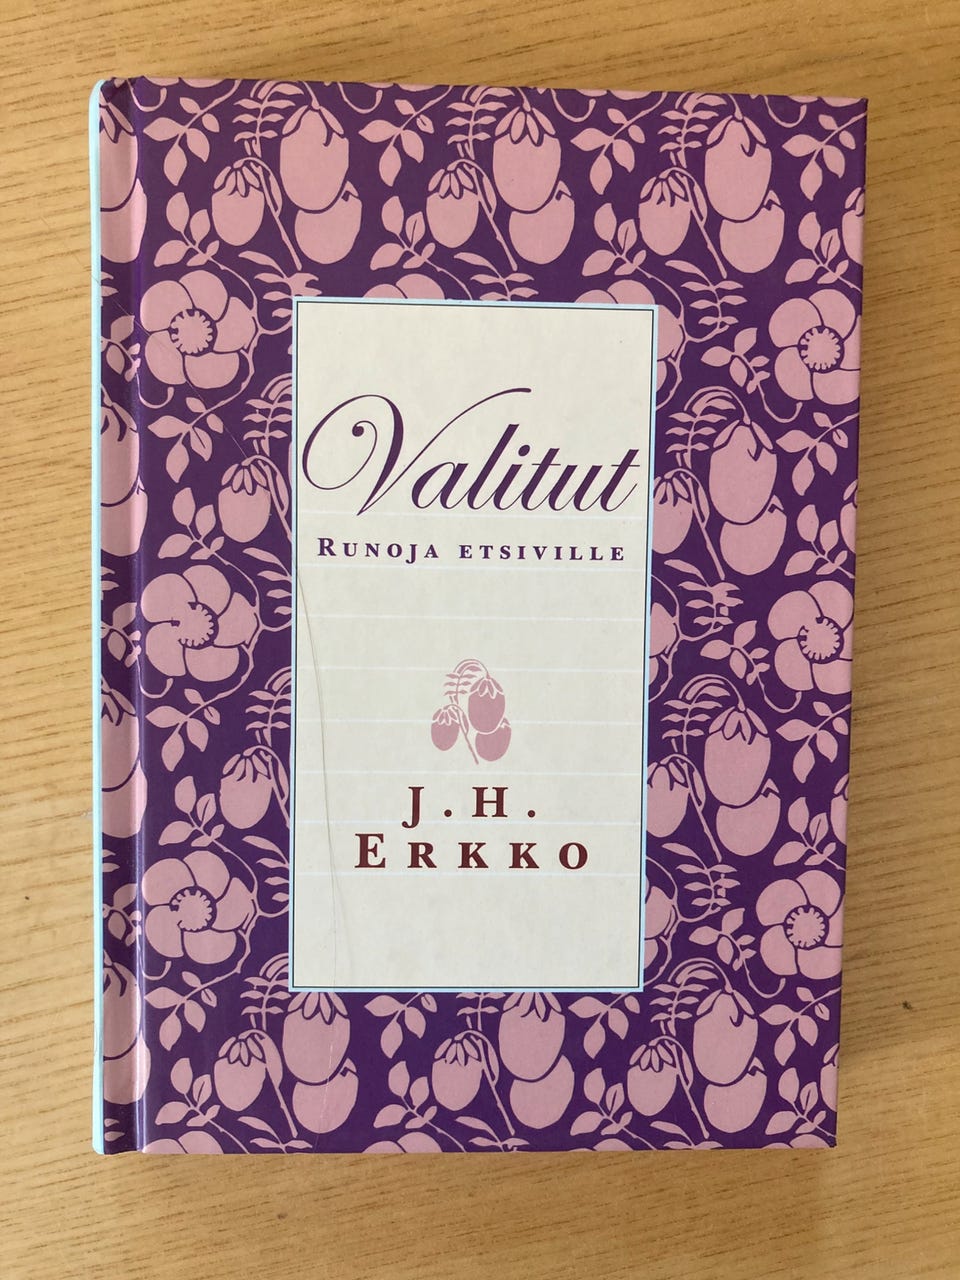 Valitut
RUNOJA ETSIVILLE
J.H.
ERKKO